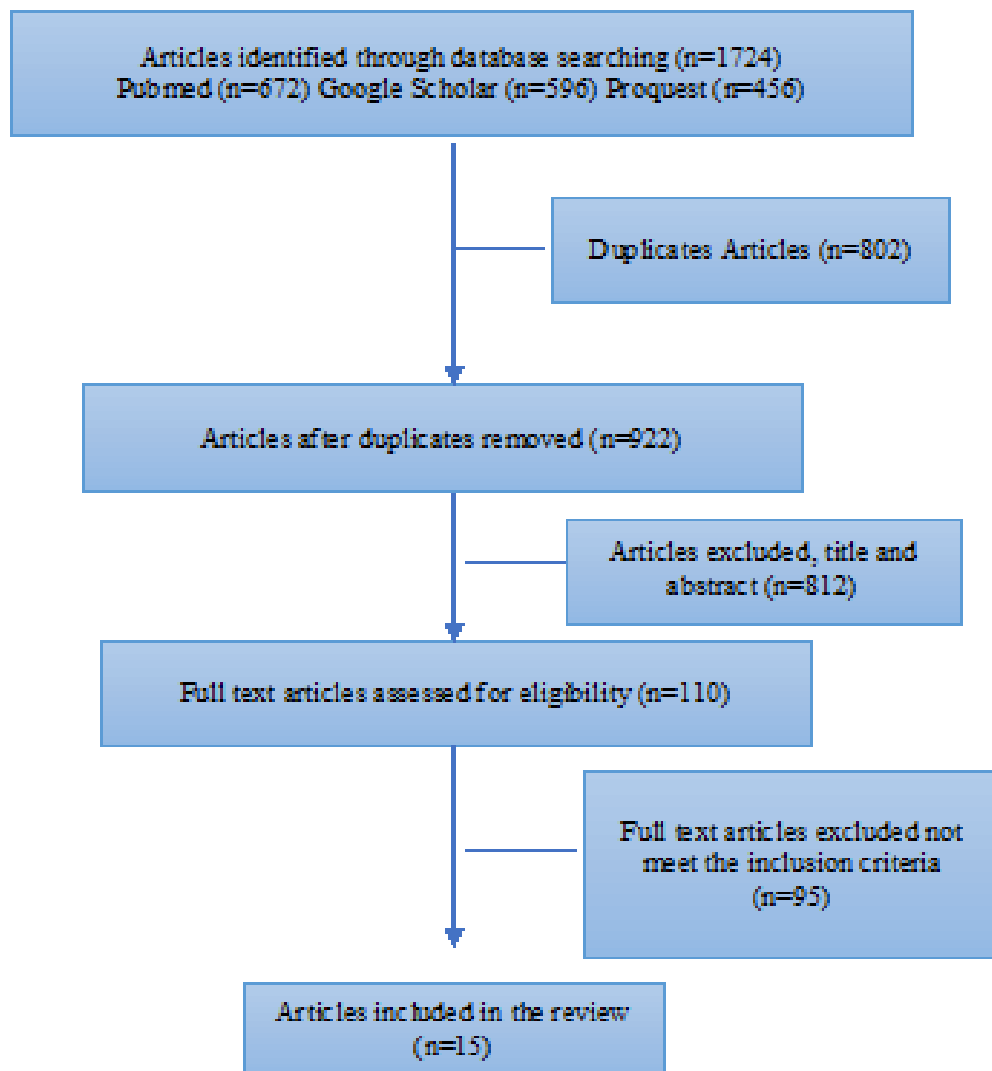 Articles identified through database searching (n=1724)
Pubmed (n=672) Google Scholar (n=596) Proquest (n=456)
Duplicates Articles (n=802)
Articles after duplicates removed (n=922)
Articles excluded, title and
abstract (n=812)
Full text articles assessed for eligibility (n=110)
Full text articles excluded not
meet the inclusion criteria
(n=95)
Articles included in the review
(n=15)